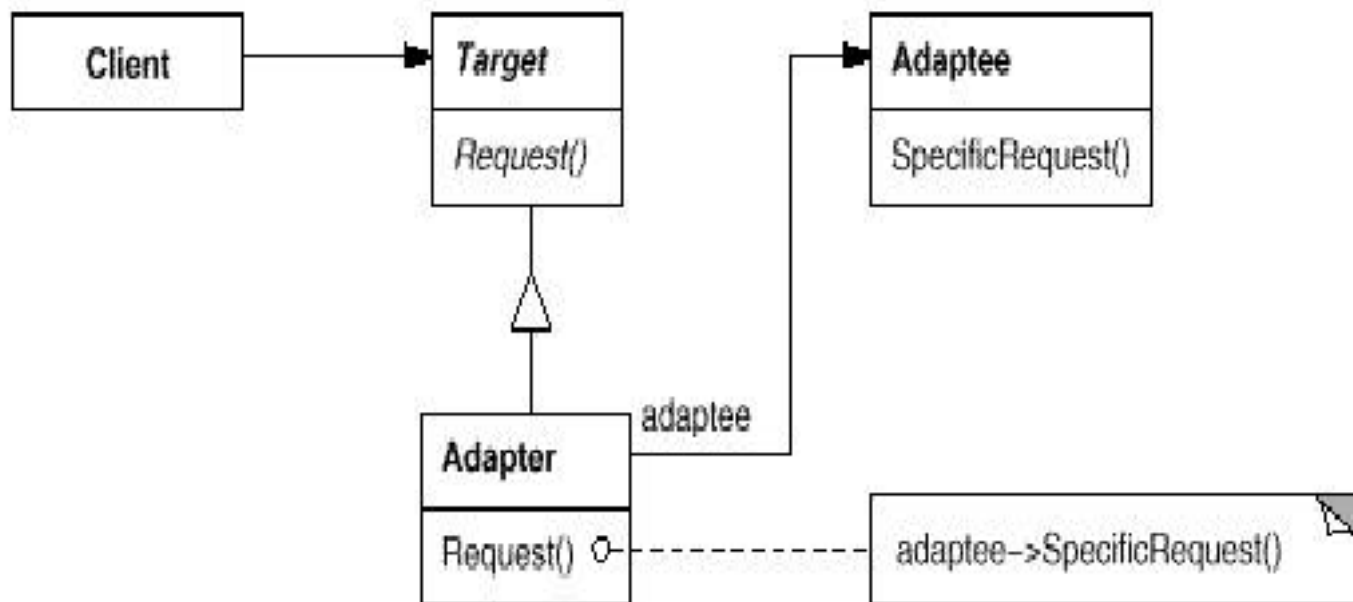 Client
Target
Request()
Adaptee
SpecificRequest()
adaptee
Adapter
Request()
adaptee->SpecificRequest()